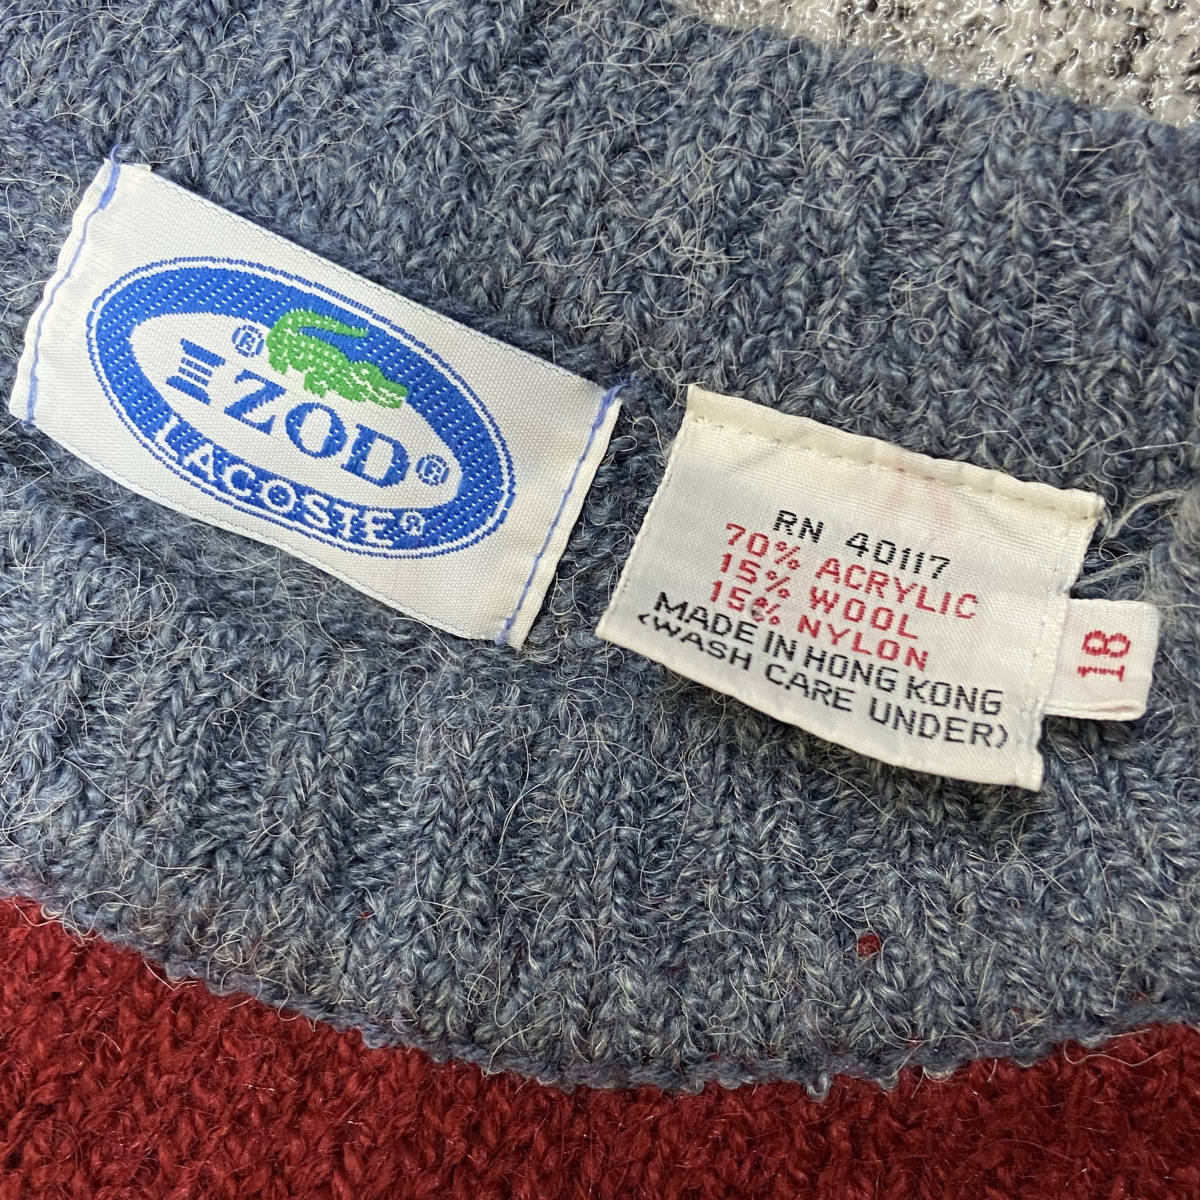 ® IZOD ®
LACOSTE®
RN 40117
70% ACRYLIC
15% WOOL
15% NYLON
MADE IN HONG KONG
(WASH CARE UNDER)
18